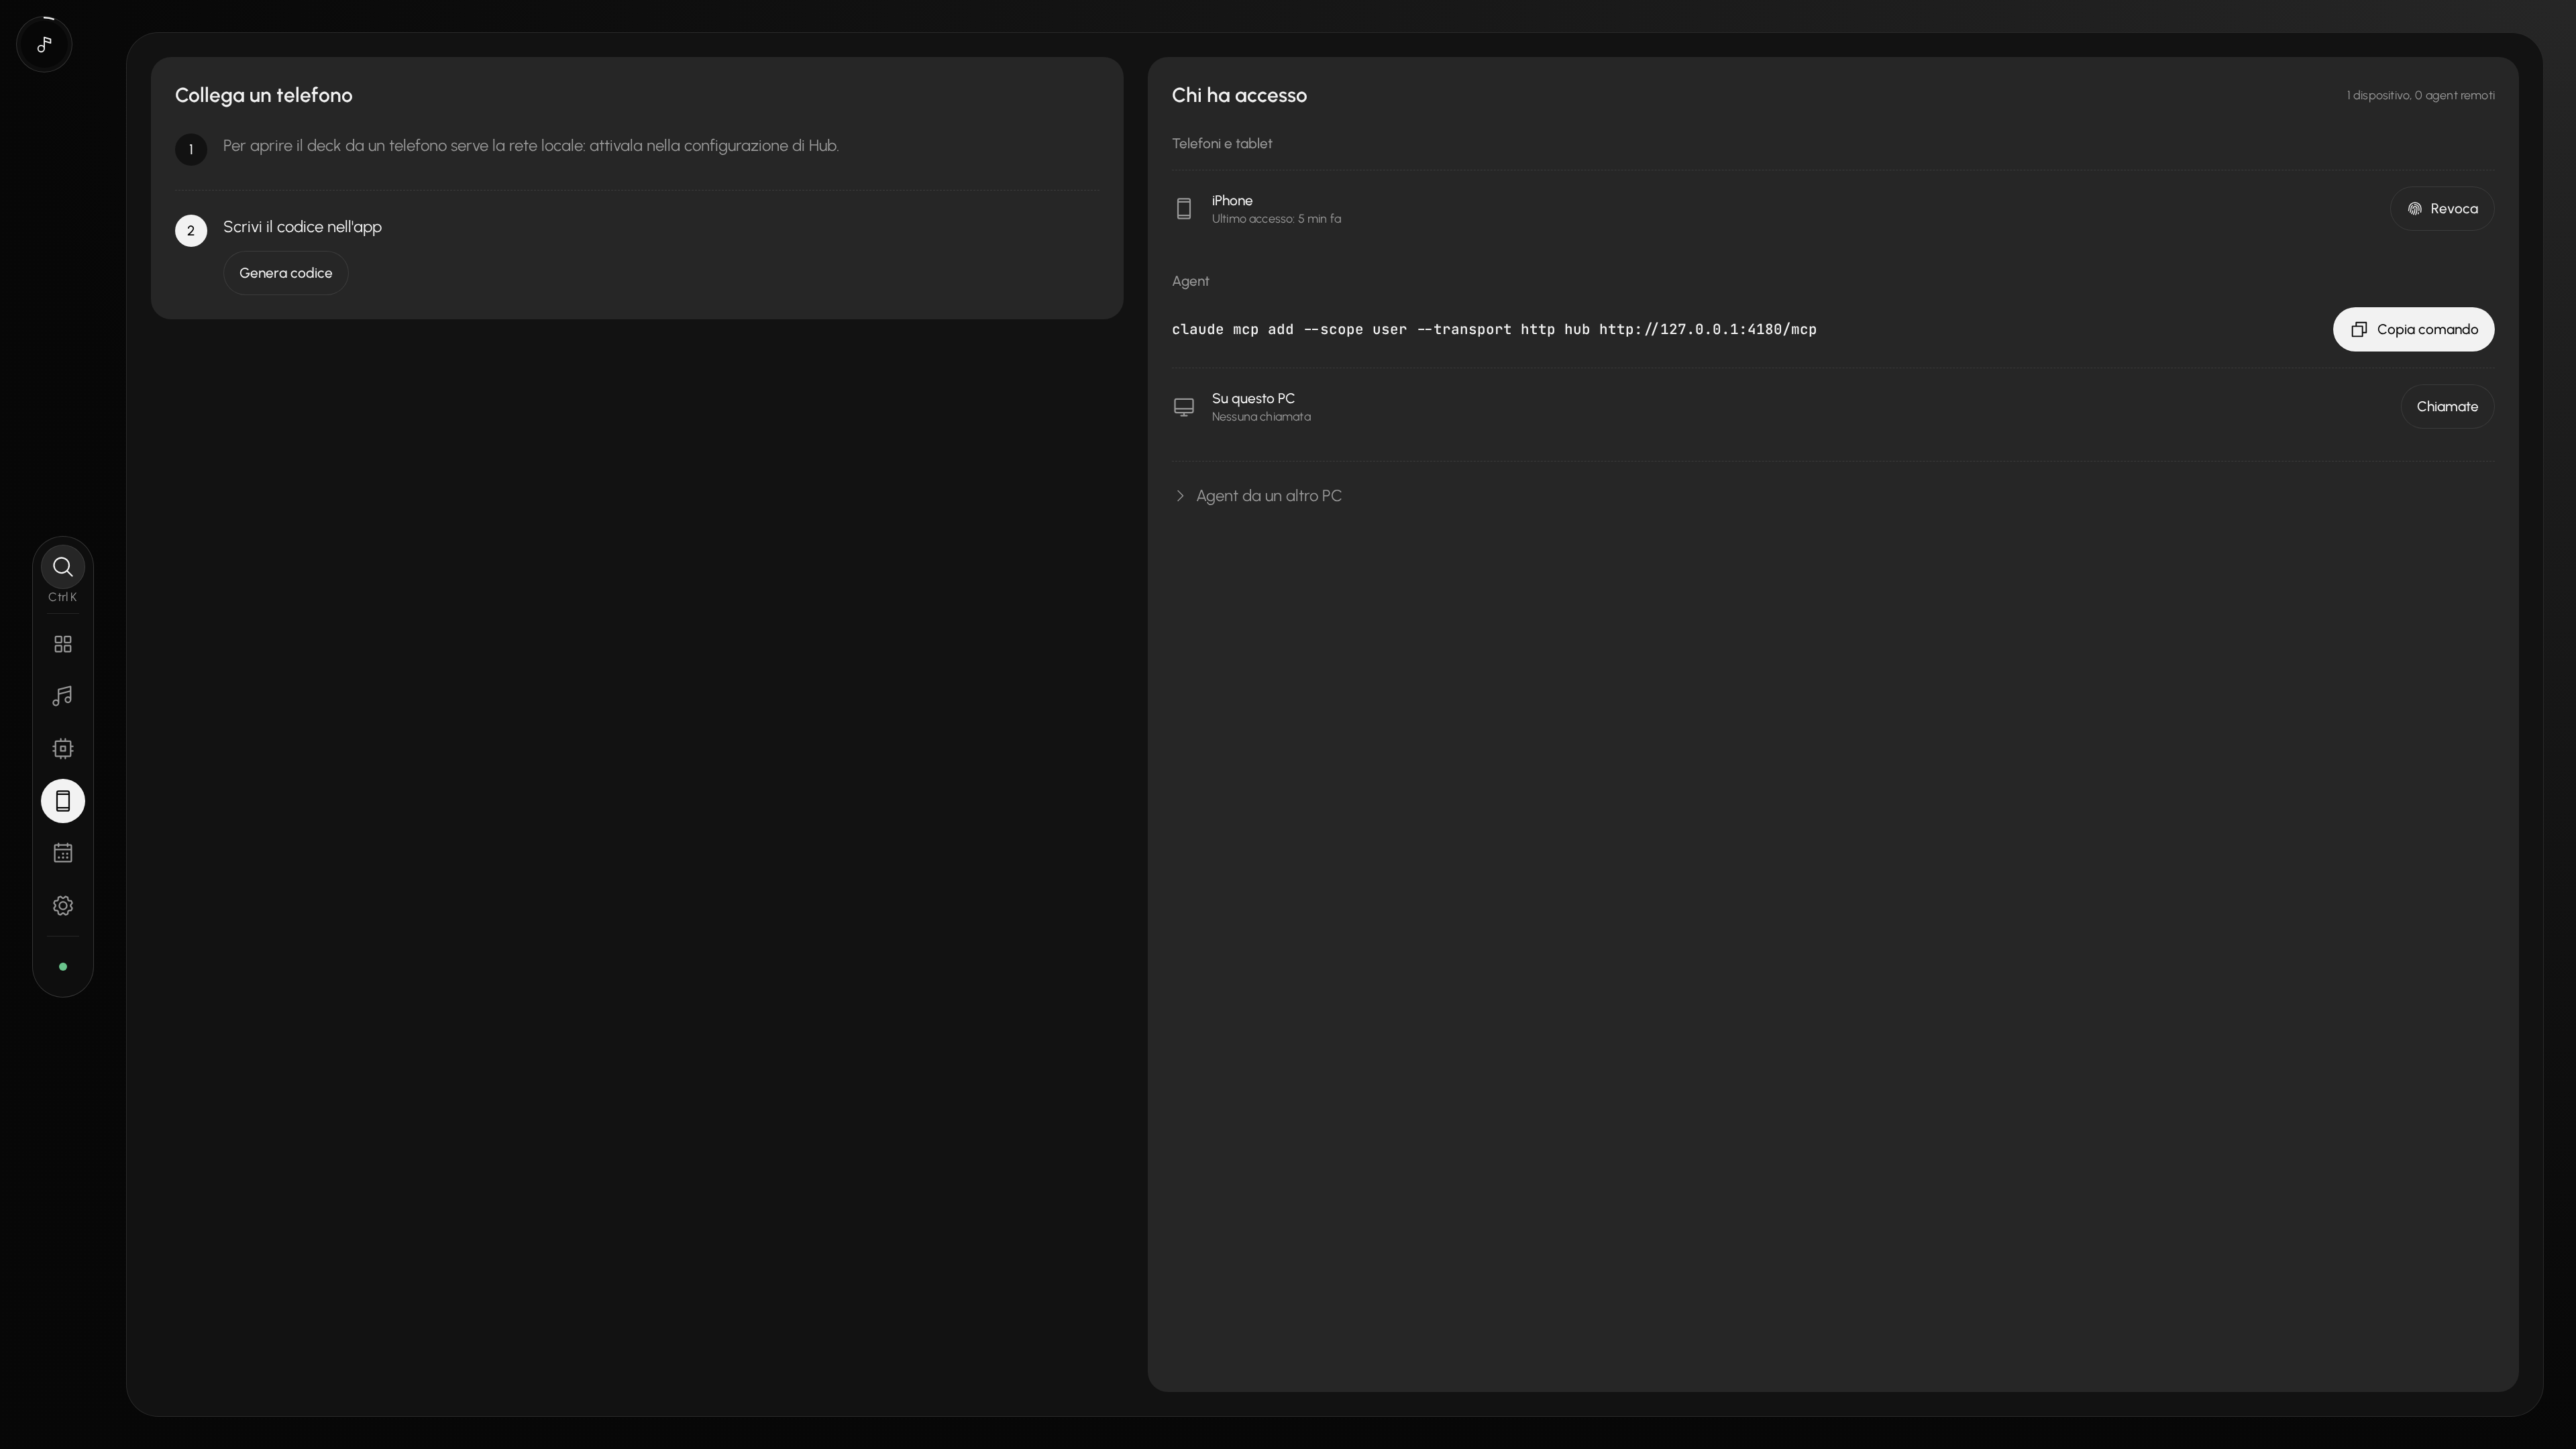 Collega un telefono
1
Per aprire il deck da un telefono serve la rete locale: attivala nella configurazione di Hub.
2
Scrivi il codice nell'app
Genera codice
Chi ha accesso
1 dispositivo, 0 agent remoti
Telefoni e tablet
iPhone
Ultimo accesso: 5 min fa
Revoca
Agent
claude mcp add --scope user --transport http hub http://127.0.0.1:4180/mcp
Copia comando
Su questo PC
Nessuna chiamata
Chiamate
Agent da un altro PC
Ctrl K